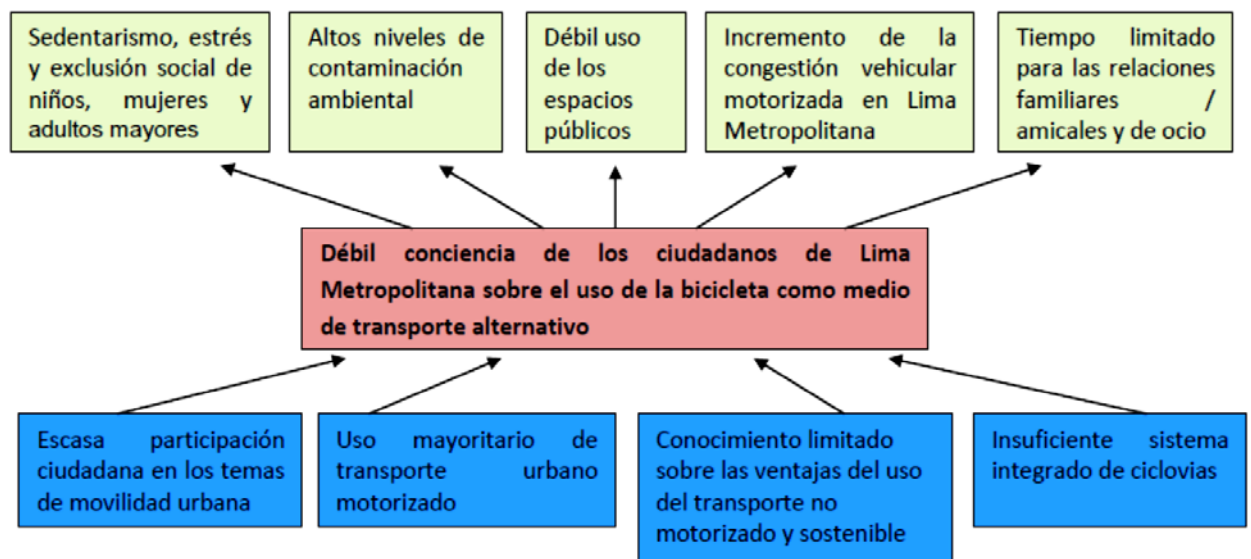 Sedentarismo, estrés
y exclusión social de
niños, mujeres y
adultos mayores
Altos niveles de
contaminación
ambiental
Débil uso
de los
espacios
públicos
Incremento de la
congestión vehicular
motorizada en Lima
Metropolitana
Tiempo limitado
para las relaciones
familiares /
amicales y de ocio
Débil conciencia de los ciudadanos de Lima
Metropolitana sobre el uso de la bicicleta como medio
de transporte alternativo
Escasa participación
ciudadana en los temas
de movilidad urbana
Uso mayoritario de
transporte urbano
motorizado
Conocimiento limitado
sobre las ventajas del uso
del transporte no
motorizado y sostenible
Insuficiente sistema
integrado de ciclovias